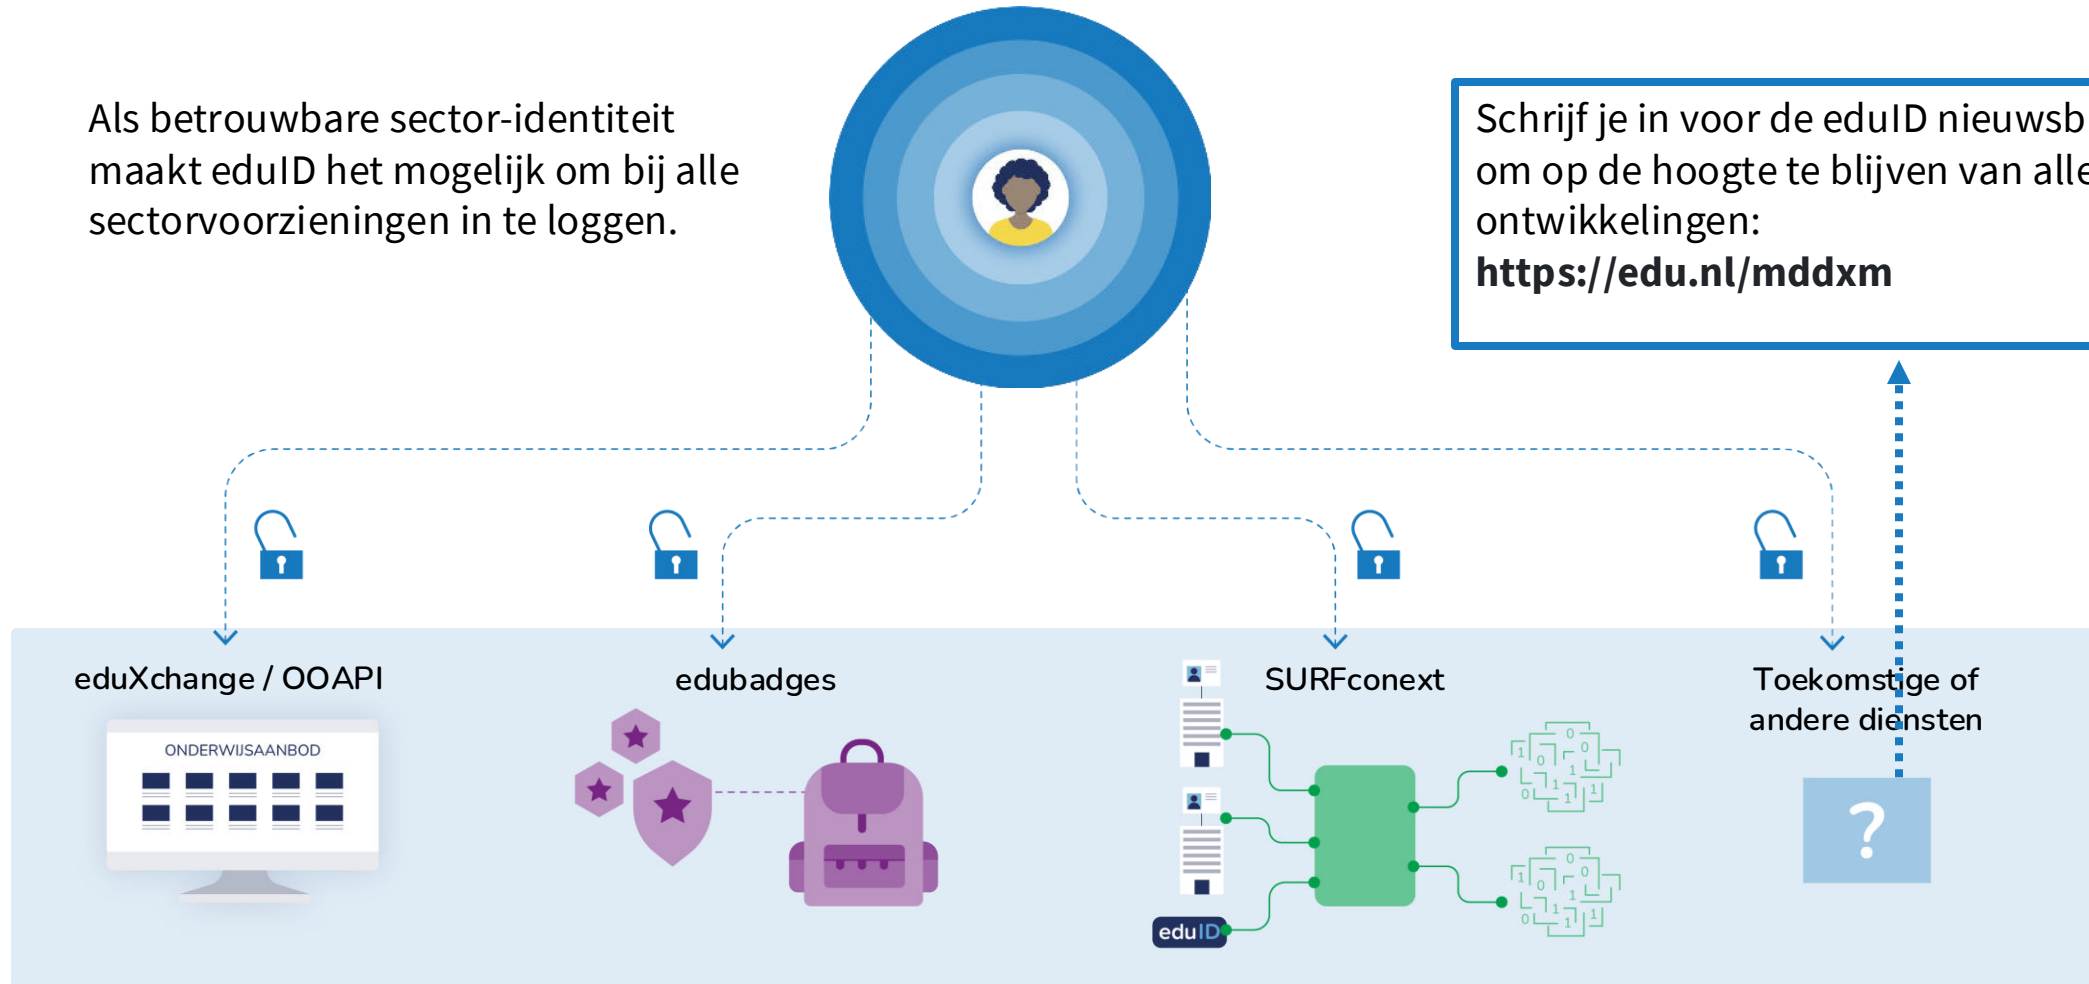 Als betrouwbare sector-identiteit
maakt eduID het mogelijk om bij alle
sectorvoorzieningen in te loggen.
Schrijf je in voor de eduID
om op de hoogte te blijven van alle
ontwikkelingen:
https://edu.nl/mddxm
eduXchange / OOAPI
edubadges
SURFconext
Toekomstige of
andere diensten
ONDERWIJSAANBOD
eduID
?